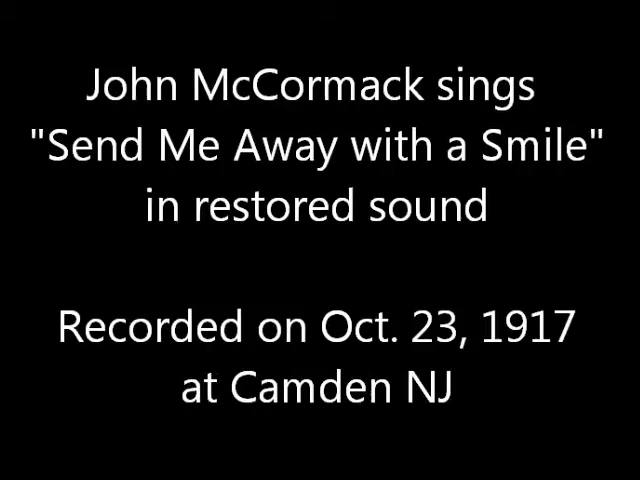 John McCormack sings
"Send Me Away with a Smile"
in restored sound
Recorded on Oct. 23, 1917
at Camden NJ